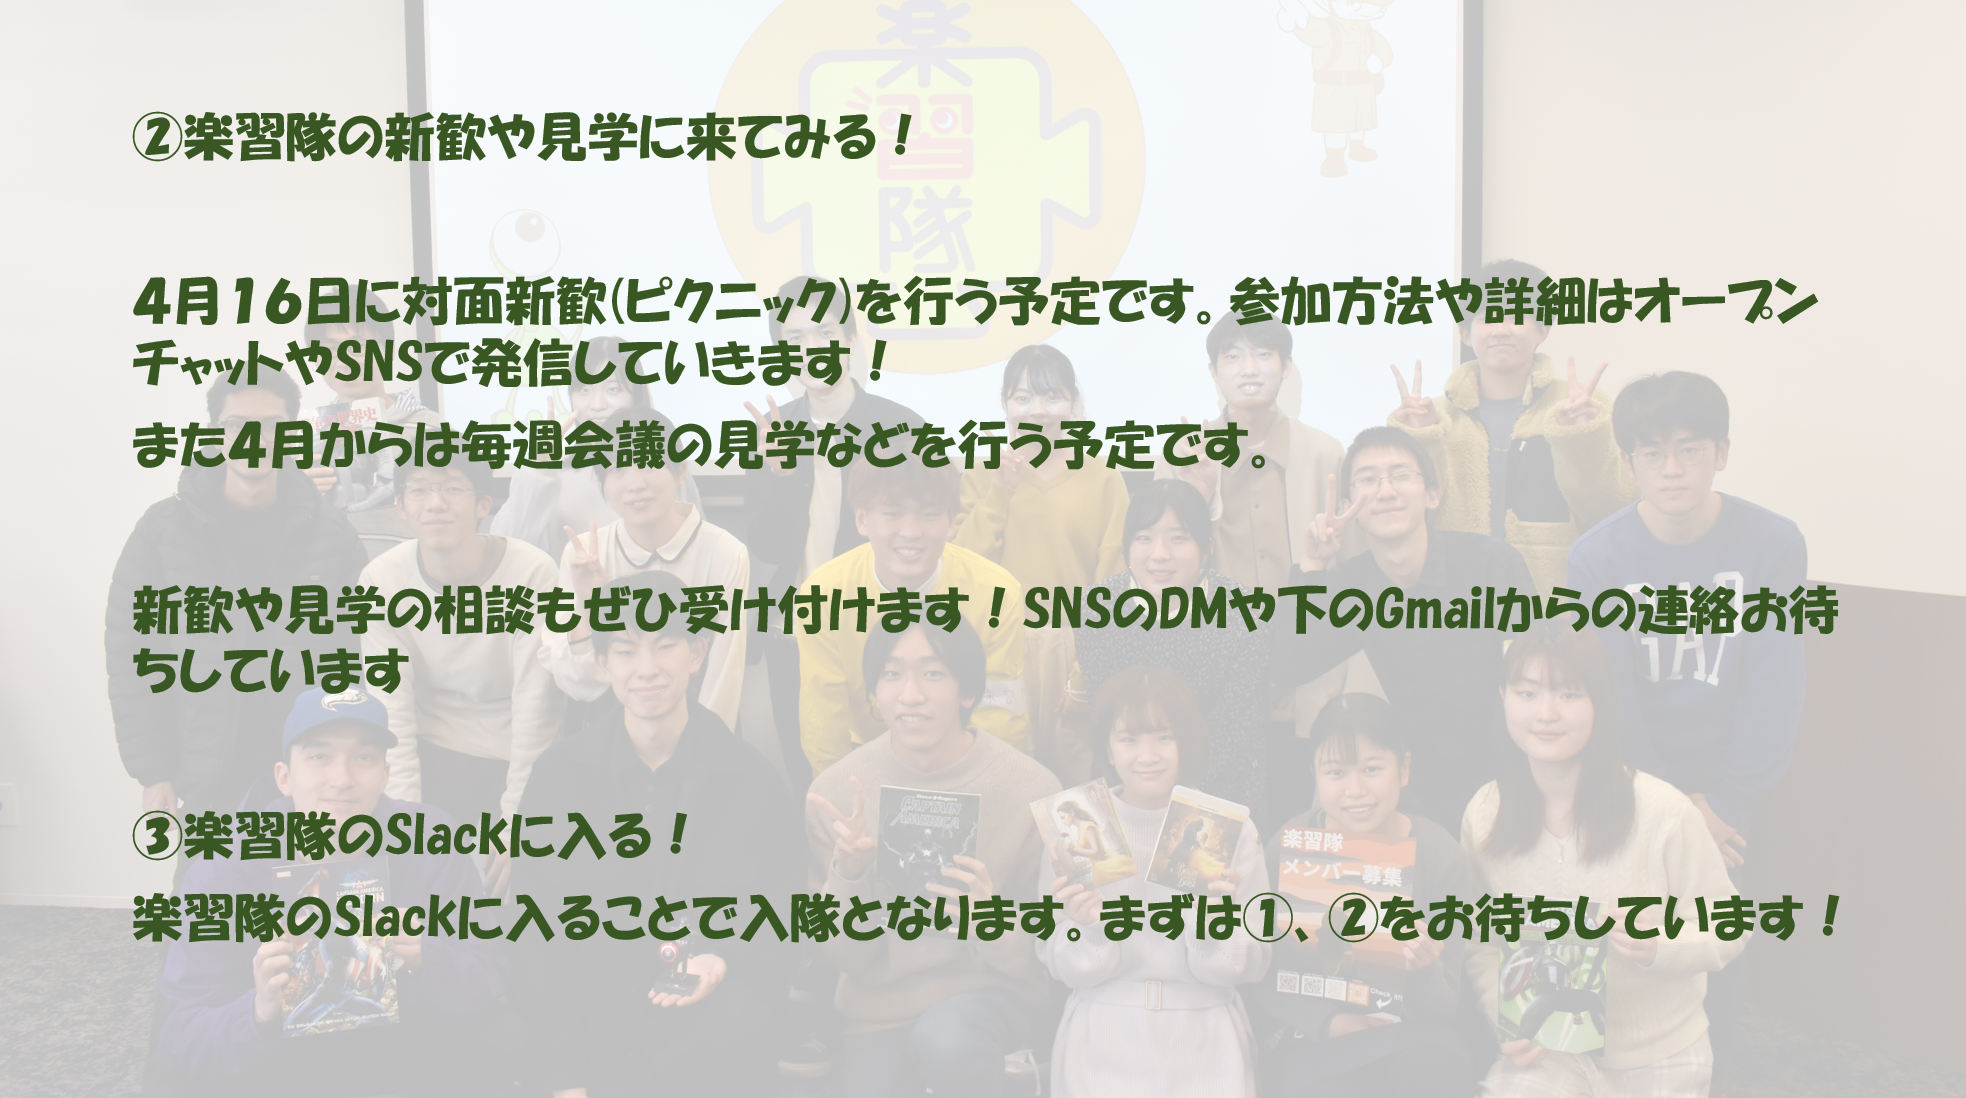 楽
習
隊
②楽習隊の新歓や見学に来てみる！
４月１６日に対面新歓(ピクニック)を行う予定です。参加方法や詳細はオープン
チャットやSNSで発信していきます！
また４月からは毎週会議の見学などを行う予定です。
新歓や見学の相談もぜひ受け付けます！SNSのDMや下のGmailからの連絡お待
ちしています
GAP
③楽習隊のSlackに入る！
CAPTAIN
AMERICA
楽習隊
メンバー募集
楽習隊のSlackに入ることで入隊となります。まずは①、②をお待ちしています！
Check it!!